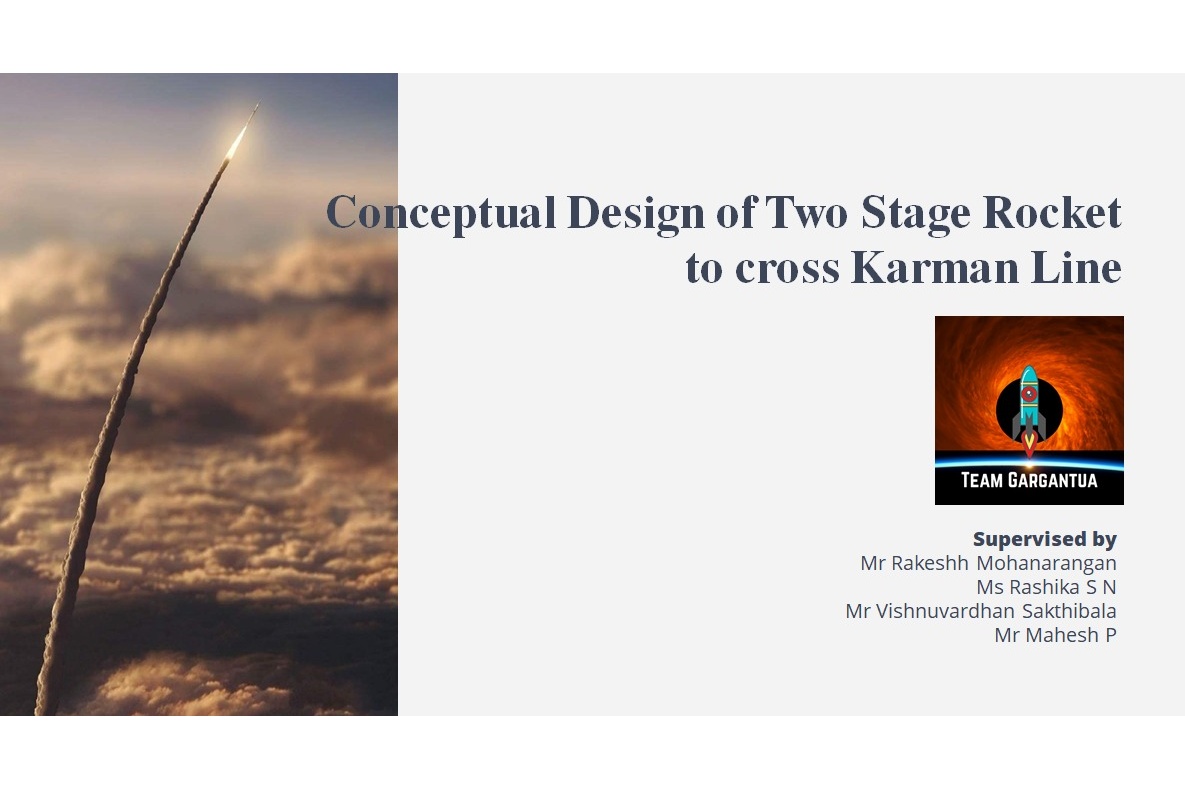 Conceptual Design of Two Stage Rocket
to cross Karman Line
TEAM GARGANTUA
Supervised by
Mr Rakeshh Mohanarangan
Ms Rashika S N
Mr Vishnuvardhan Sakthibala
Mr Mahesh P